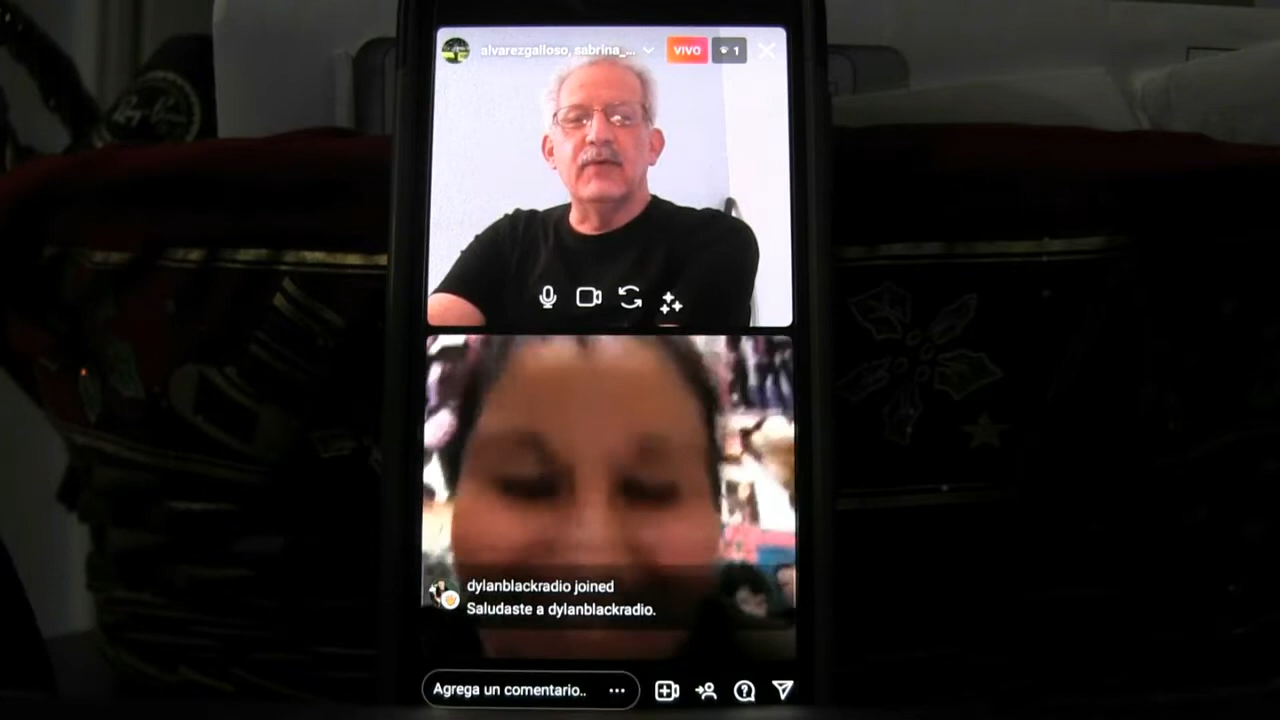 alvarezgalloso, sabrina_...
VIVO
1
dylanblackradio joined
Saludaste a dylanblackradio.
Agrega un comentario..